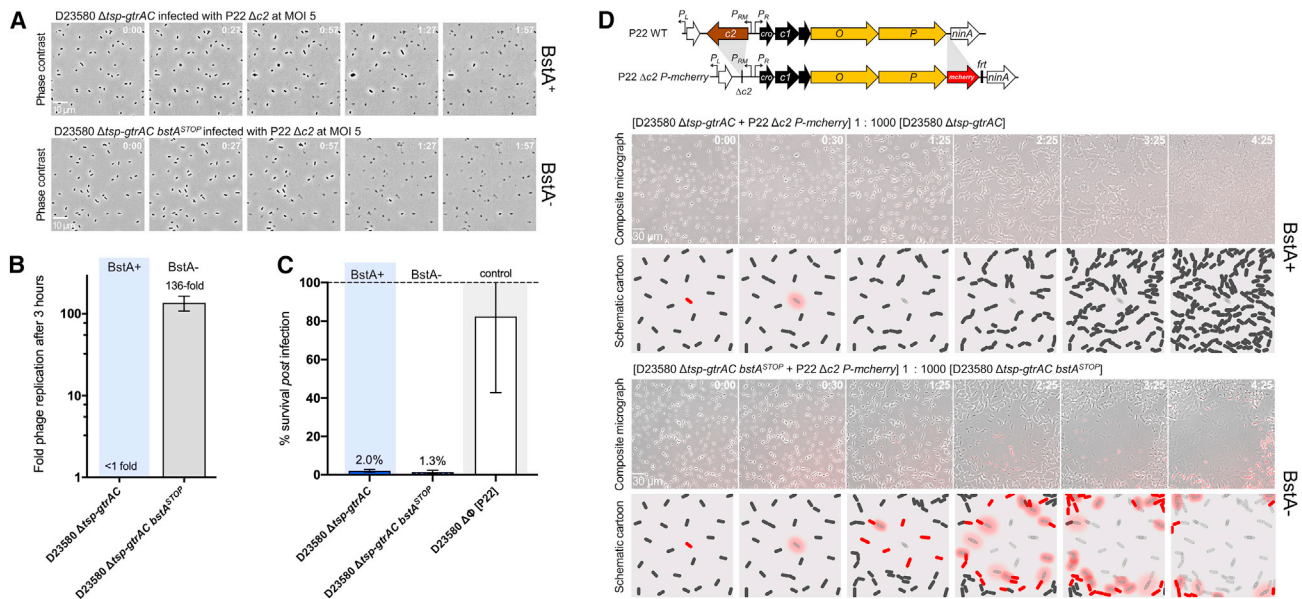 A
D23580 Δtsp-gtrAC infected with P22 Δc2 at MOI 5
Phase contrast
0:00
0:27
0:51
1:27
1:57
10 µm
BstA+
D23580 Δtsp-gtrAC bstASTOP infected with P22 Δc2 at MOI 5
Phase contrast
0:00
0:27
0:51
1:27
1:57
10 µm
BstA-
B
Fold phage replication after 3 hours
100
10
1
BstA+
BstA-
136-fold
<1 fold
D23580 Δtsp-gtrAC
D23580 Δtsp-gtrAC bstASTOP
C
% survival post infection
100
80
60
40
20
0
BstA+
BstA-
control
2.0%
1.3%
D23580 Δtsp-gtrAC
D23580 Δtsp-gtrAC bstASTOP
D23580 ΔΦ [P22]
D
P22 WT
PL
c2
PRM
PR
cro
c1
O
P
ninA
P22 Δc2 P-mcherry
PL
Δc2
PRM
PR
cro
c1
O
P
mcherry
frt
ninA
[D23580 Δtsp-gtrAC + P22 Δc2 P-mcherry] 1 : 1000 [D23580 Δtsp-gtrAC]
Composite micrograph
0:00
0:30
1:25
2:25
3:25
4:25
30 µm
Schematic cartoon
BstA+
[D23580 Δtsp-gtrAC bstASTOP + P22 Δc2 P-mcherry] 1 : 1000 [D23580 Δtsp-gtrAC bstASTOP]
Composite micrograph
0:00
0:30
1:25
2:25
3:25
4:25
30 µm
Schematic cartoon
BstA-